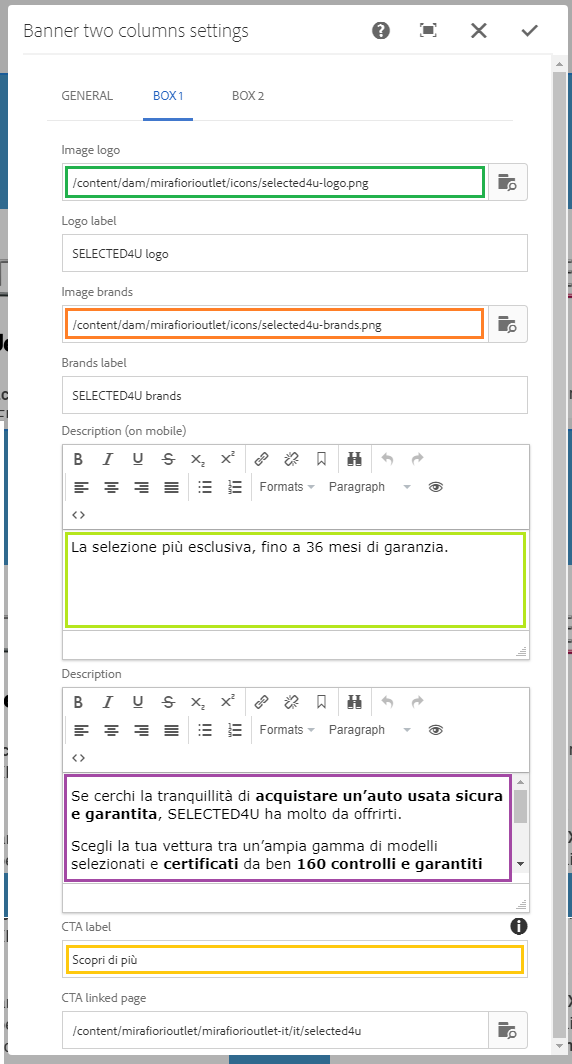 Banner two columns settings
GENERAL BOX 1 BOX 2
Image logo
/content/dam/mirafiorioutlet/icons/selected4u-logo.png
Logo label
SELECTED4U logo
Image brands
/content/dam/mirafiorioutlet/icons/selected4u-brands.png
Brands label
SELECTED4U brands
Description (on mobile)
Formats Paragraph
La selezione più esclusiva, fino a 36 mesi di garanzia.
Description
Formats Paragraph
Se cerchi la tranquillità di acquistare un’auto usata sicura
e garantita, SELECTED4U ha molto da offrirti.
Scegli la tua vettura tra un’ampia gamma di modelli
selezionati e certificati da ben 160 controlli e garantiti
CTA label
Scopri di più
CTA linked page
/content/mirafiorioutlet/mirafiorioutlet-it/it/selected4u